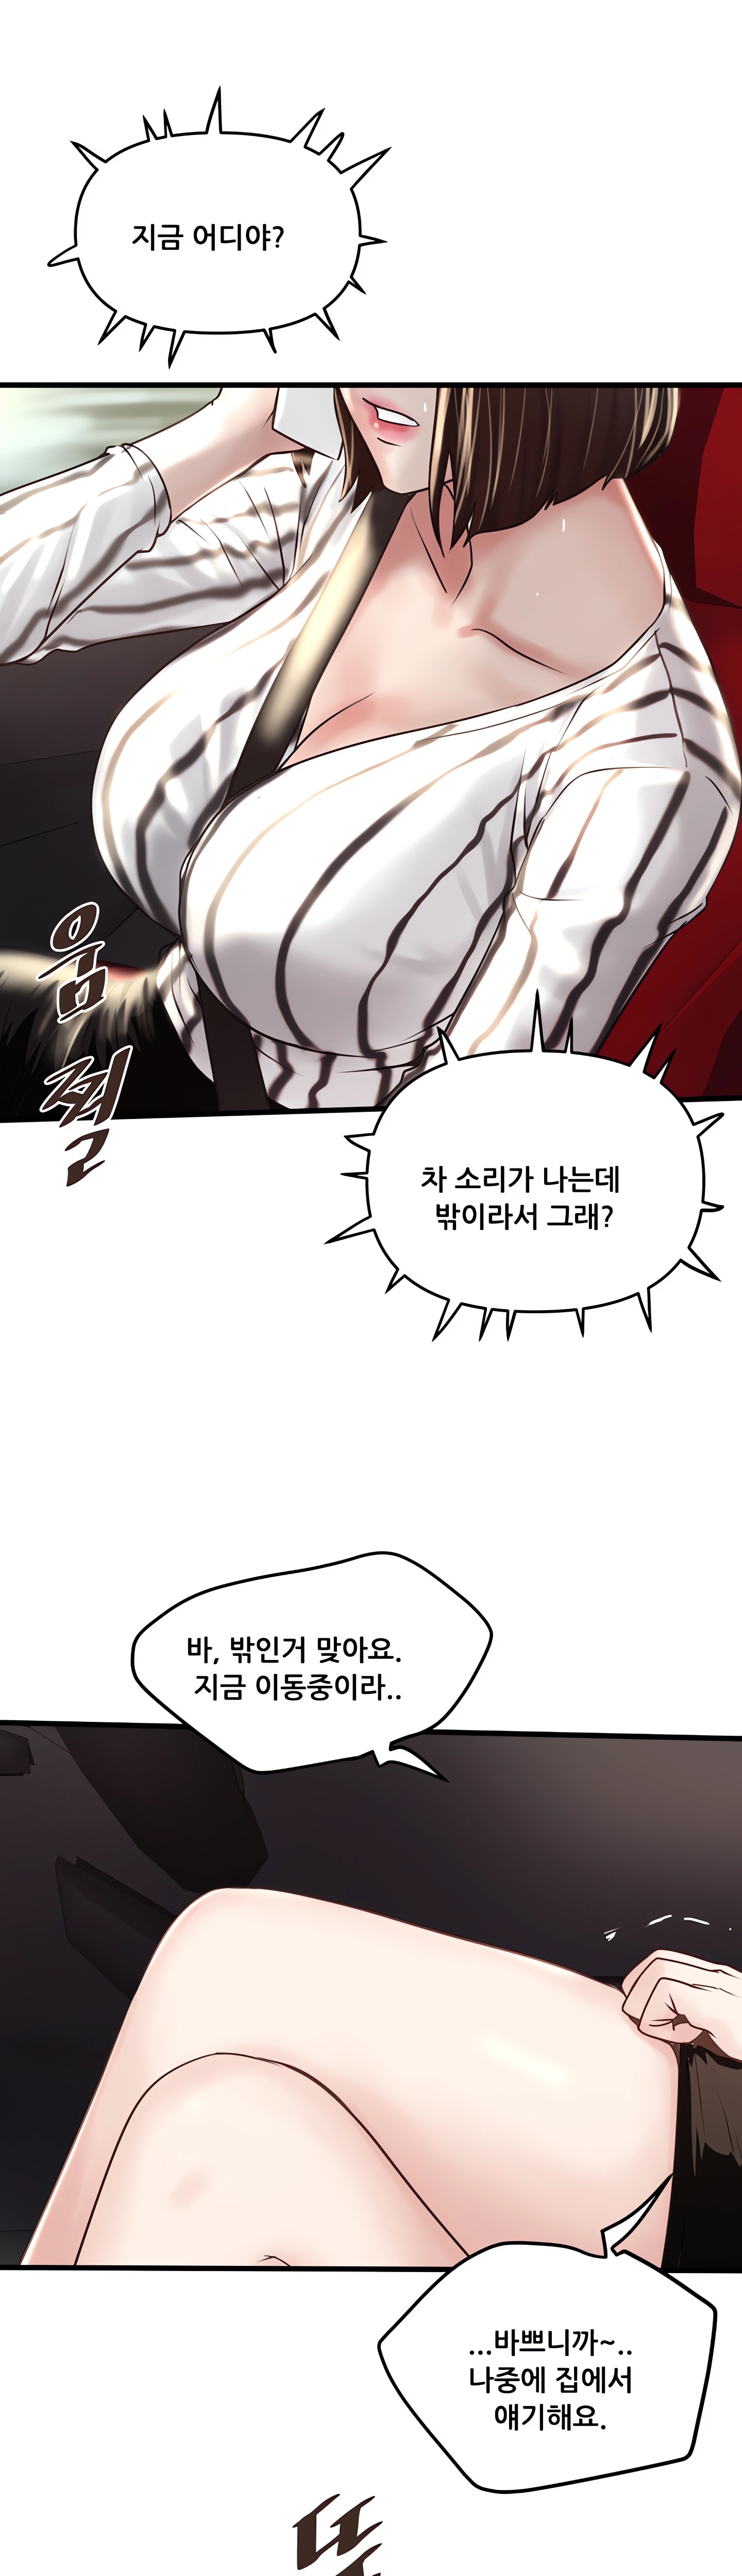 지금 어디야?
움
찔
차 소리가 나는데
밖이라서 그래?
바, 밖인거 맞아요.
지금 이동중이라..
...바쁘니까~..
나중에 집에서
얘기해요.